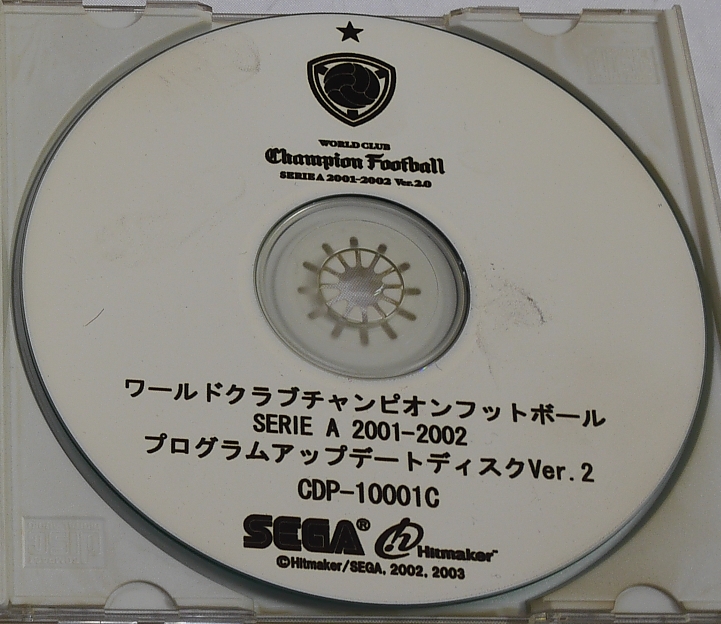 WORLD CLUB
Champion Football
SERIE A 2001-2002 Ver.2.0
ワールドクラブチャンピオンフットボール
SERIE A 2001-2002
プログラムアップデートディスクVer.2
CDP-10001C
SEGA® Hitmaker™
©Hitmaker/SEGA, 2002, 2003